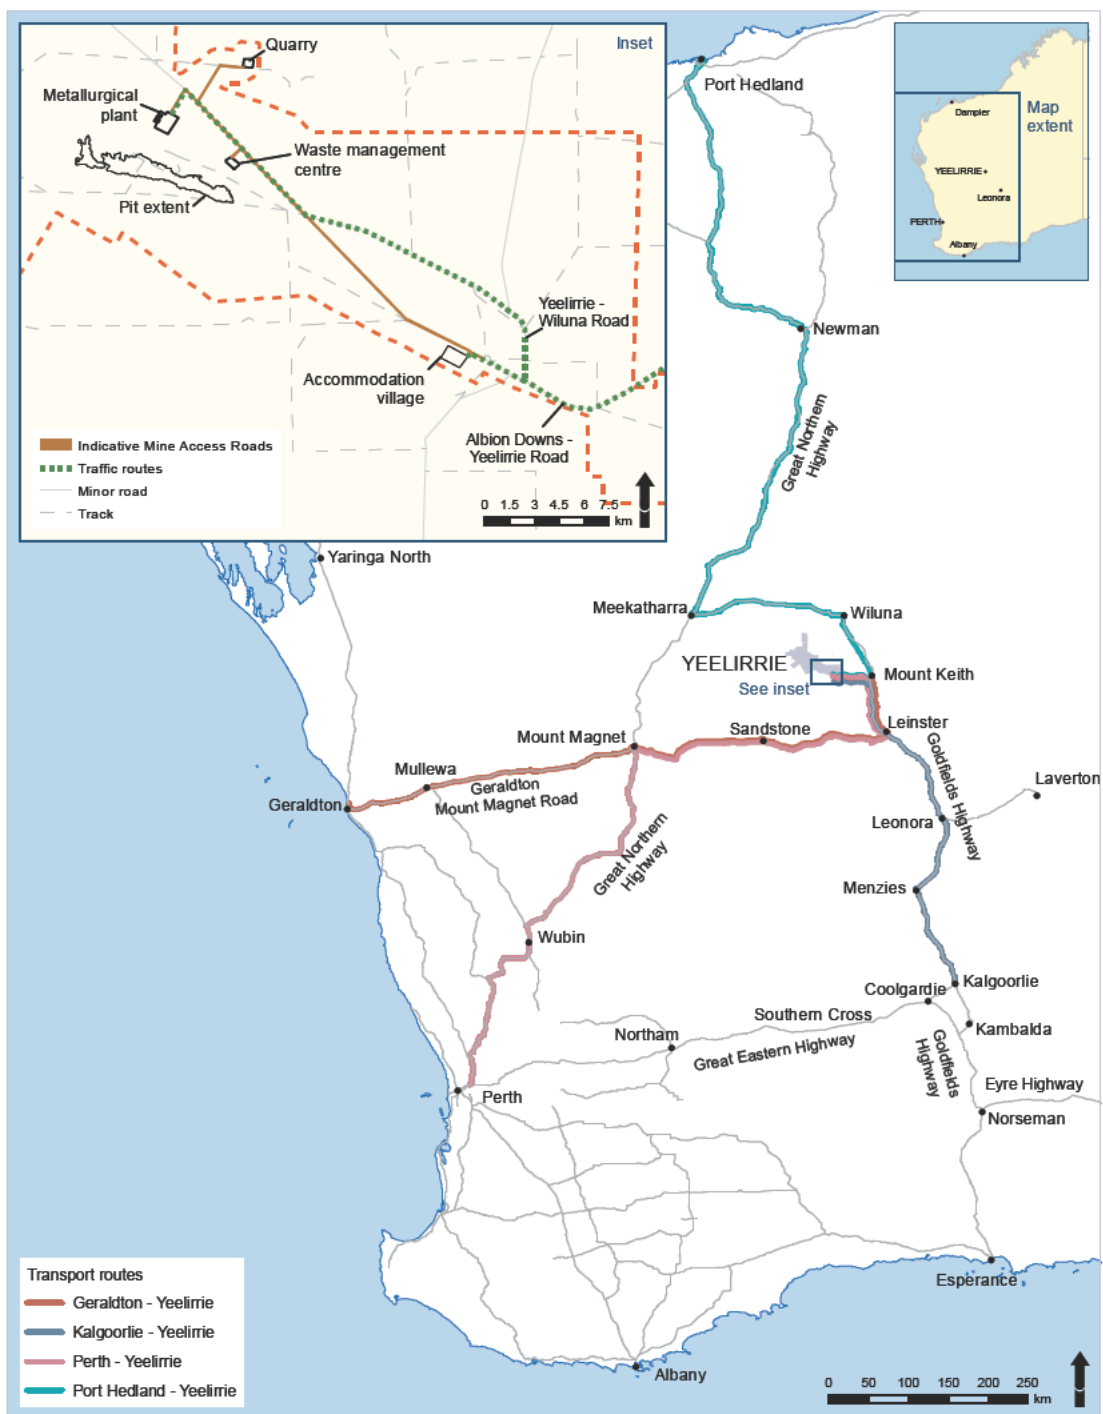 Quarry
Inset
Metallurgical
plant
Waste management
centre
Pit extent
Yeelirrie -
Wiluna Road
Accommodation
village
Albion Downs -
Yeelirrie Road
Indicative Mine Access Roads
Traffic routes
Minor road
Track
0 1.5 3 4.5 6 7.5
km
Port Hedland
Dampier
Map
extent
YEELIRRIE
Leonora
PERTH
Albany
Newman
Great Northern
Highway
Yaringa North
Meekatharra
Wiluna
YEELIRRIE
See inset
Mount Keith
Leinster
Sandstone
Mount Magnet
Mullewa
Geraldton
Mount Magnet Road
Geraldton
Goldfields Highway
Laverton
Leonora
Great Northern
Highway
Menzies
Wubin
Kalgoorlie
Coolgardie
Southern Cross
Kambalda
Northam
Great Eastern Highway
Goldfields
Highway
Eyre Highway
Perth
Norseman
Esperance
Albany
Transport routes
Geraldton - Yeelirrie
Kalgoorlie - Yeelirrie
Perth - Yeelirrie
Port Hedland - Yeelirrie
0 50 100 150 200 250
km